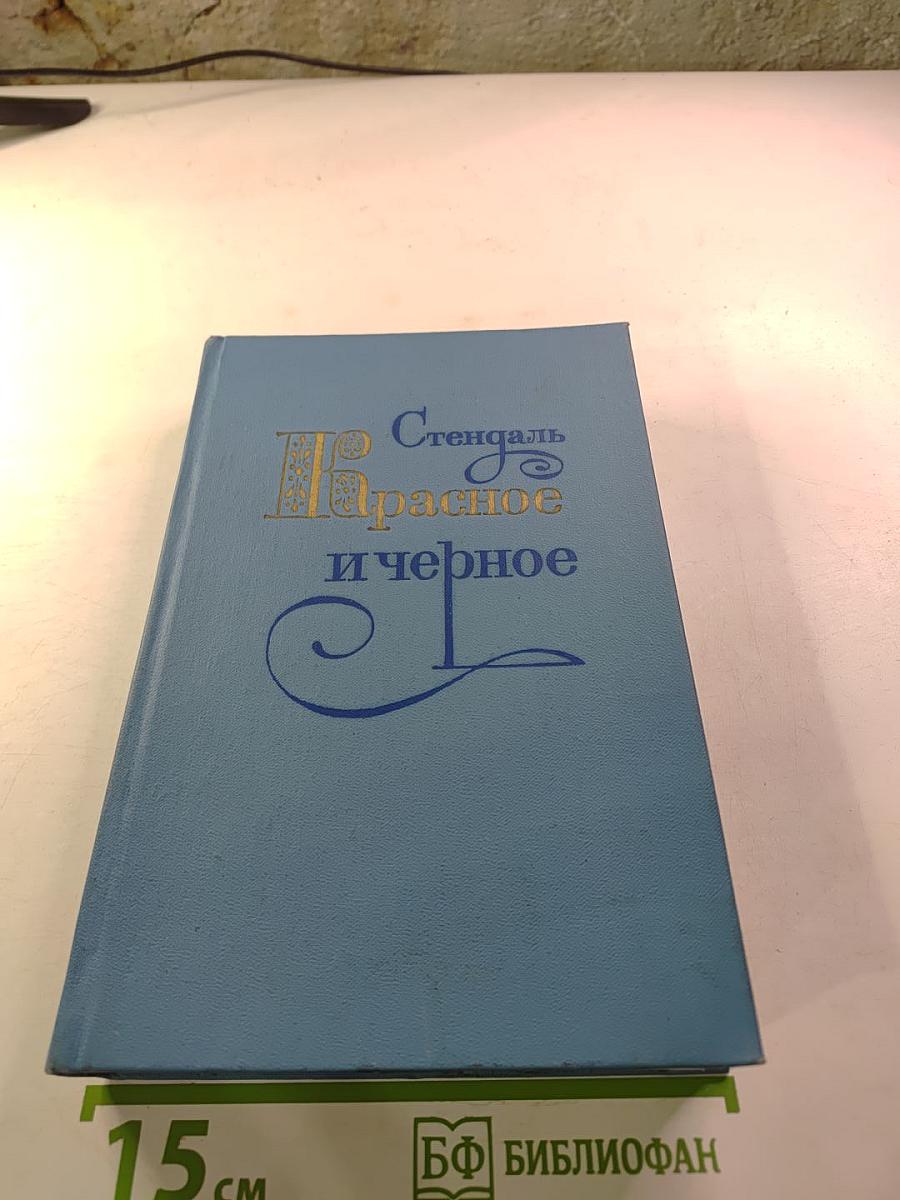 Стендаль
Красное
и черное
15 см
БФ БИБЛИОФАН